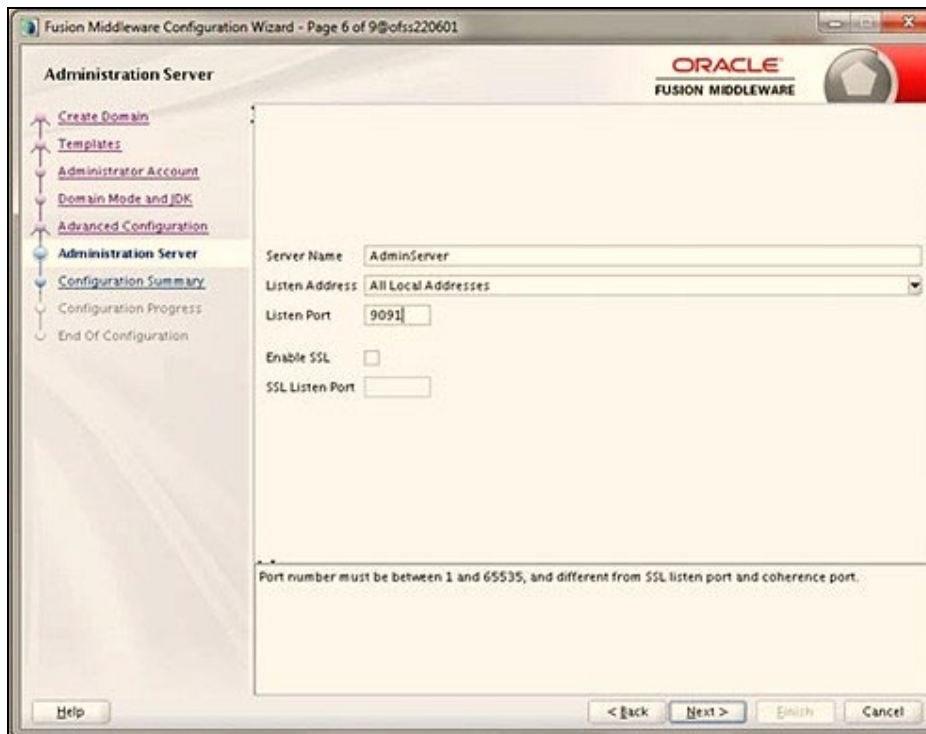 Fusion Middleware Configuration Wizard - Page 6 of 9@ofss220601
Administration Server
ORACLE
FUSION MIDDLEWARE
Create Domain
Templates
Administrator Account
Domain Mode and JDK
Advanced Configuration
Administration Server
Configuration Summary
Configuration Progress
End Of Configuration
Server Name AdminServer
Listen Address All Local Addresses
Listen Port 9091
Enable SSL
SSL Listen Port
Port number must be between 1 and 65535, and different from SSL listen port and coherence port.
Help < Back Next > Finish Cancel